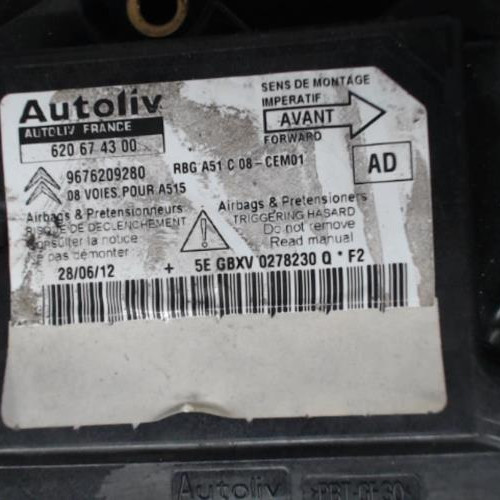 Autoliv
AUTOLIV FRANCE
620 67 43 00
SENS DE MONTAGE
IMPERATIF
AVANT
FORWARD
9676209280
RBG A51 C 08-CEM01
08 VOIES.POUR A515
AD
Airbags & Pretensionneurs
RISQUE DE DECLENCHEMENT
Consulter la notice
Ne pas démonter
Airbags & Pretensioners
TRIGGERING HASARD
Do not remove
Read manual
28/06/12 + 5E GBXV 0278230 Q * F2
Autoliv